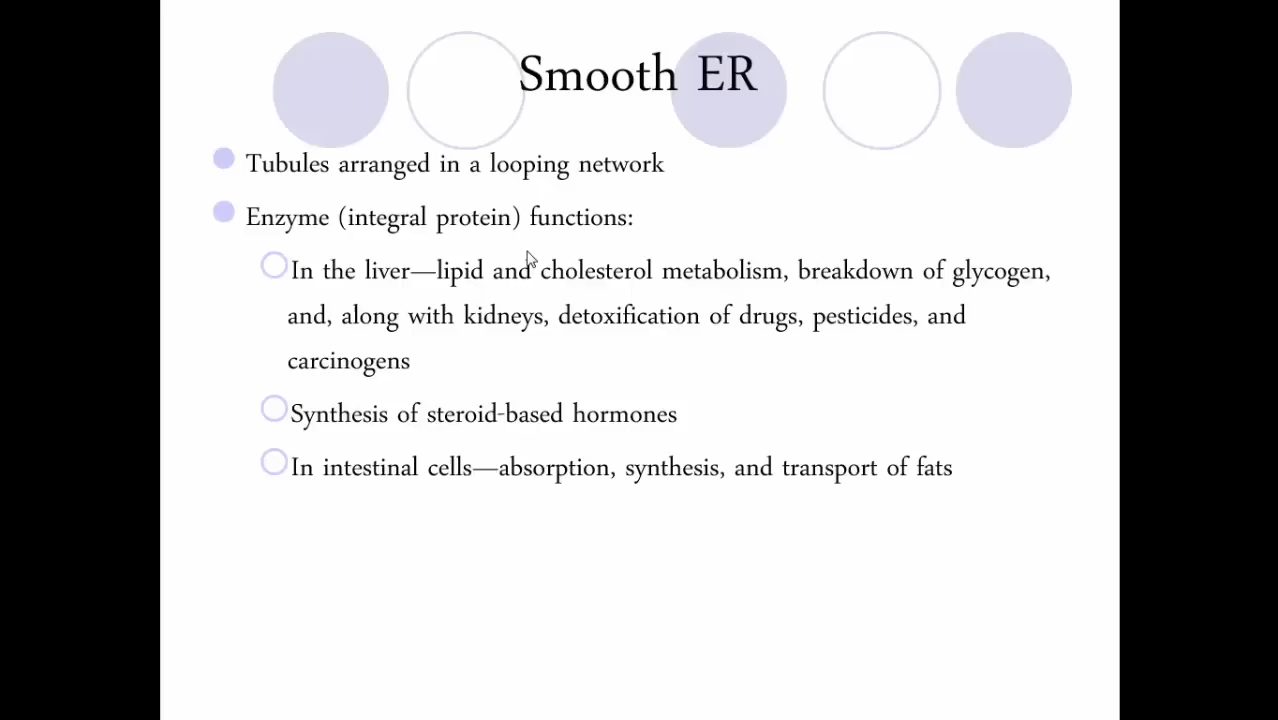 Smooth ER
Tubules arranged in a looping network
Enzyme (integral protein) functions:
In the liver—lipid and cholesterol metabolism, breakdown of glycogen,
and, along with kidneys, detoxification of drugs, pesticides, and
carcinogens
Synthesis of steroid-based hormones
In intestinal cells—absorption, synthesis, and transport of fats